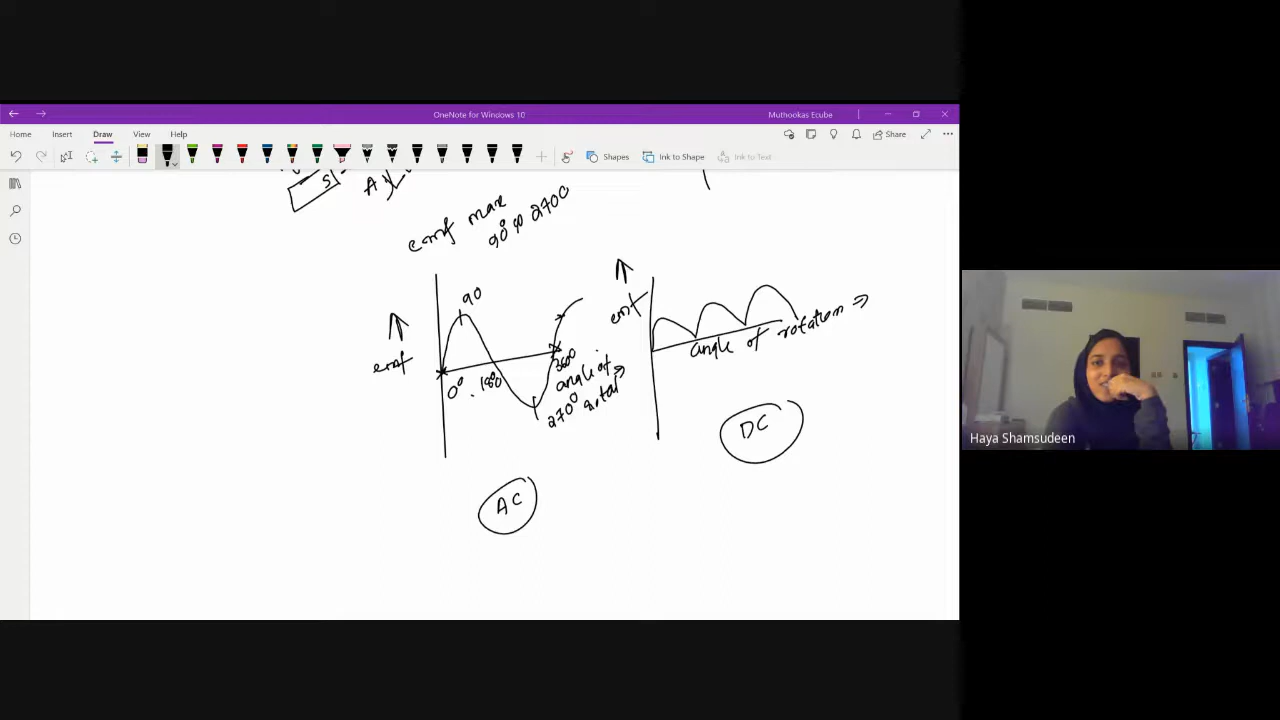 OneNote for Windows 10
Muthookas Ecube
Home Insert Draw View Help
Share
Shapes
Ink to Shape
Ink to Text
S
A
emf max
90° 270°
emf
90
0°
180
360°
angle of
270°
emf
angle of rotation
AC
DC
Haya Shamsudeen